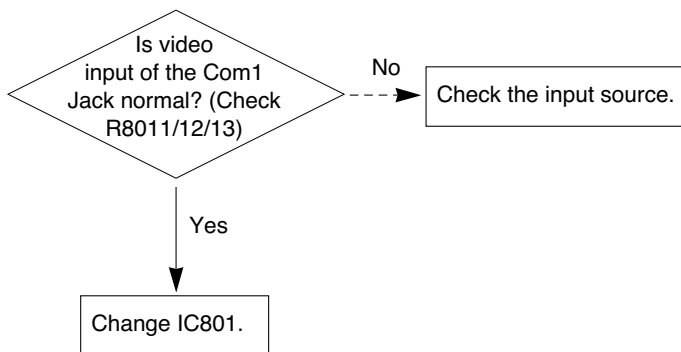 Is video
input of the Com1
Jack normal? (Check
R8011/12/13)
No
Check the input source.
Yes
Change IC801.